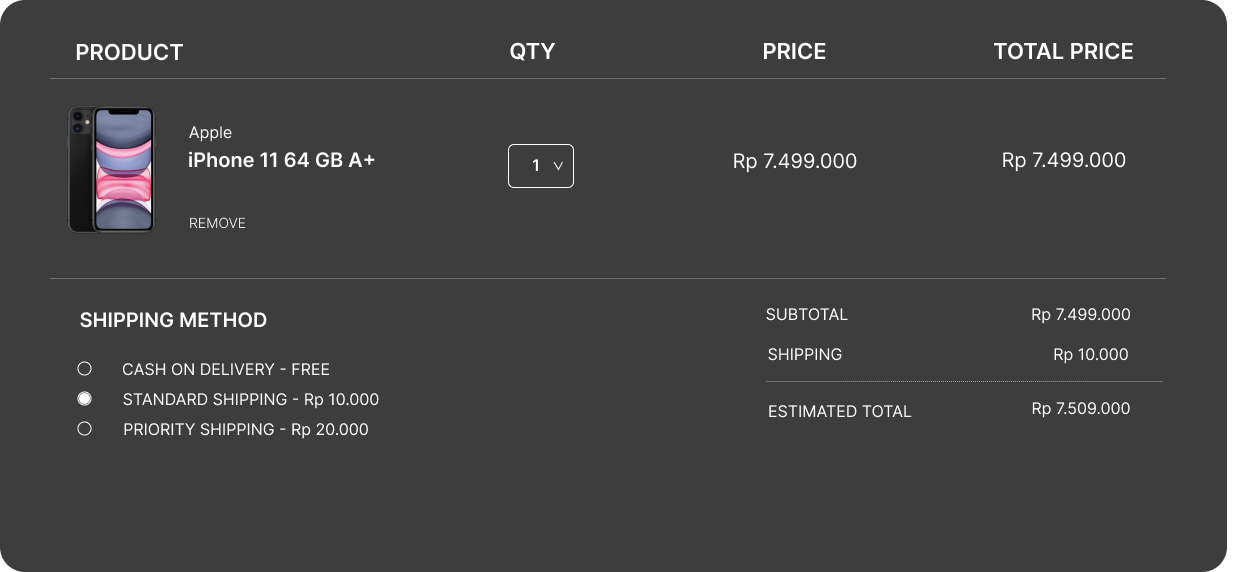 PRODUCT QTY PRICE TOTAL PRICE
Apple
iPhone 11 64 GB A+
1
Rp 7.499.000 Rp 7.499.000
REMOVE
SHIPPING METHOD
CASH ON DELIVERY - FREE
STANDARD SHIPPING - Rp 10.000
PRIORITY SHIPPING - Rp 20.000
SUBTOTAL Rp 7.499.000
SHIPPING Rp 10.000
ESTIMATED TOTAL Rp 7.509.000